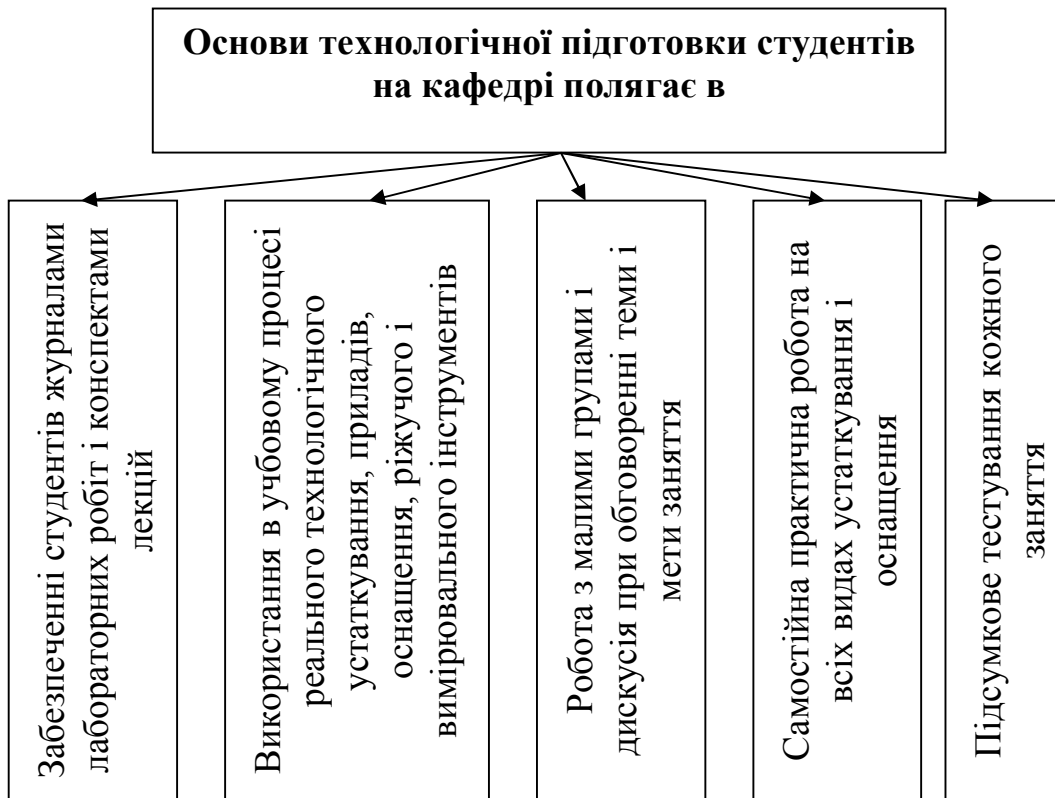 Основи технологічної підготовки студентів
на кафедрі полягає в
Забезпеченні студентів журналами
лабораторних робіт і конспектами
лекцій
Використання в учбовому процесі
реального технологічного
устаткування, приладів,
оснащення, ріжучого і
вимірювального інструментів
Робота з малими групами і
дискусія при обговоренні теми і
мети заняття
Самостійна практична робота на
всіх видах устаткування і
оснащення
Підсумкове тестування кожного
заняття